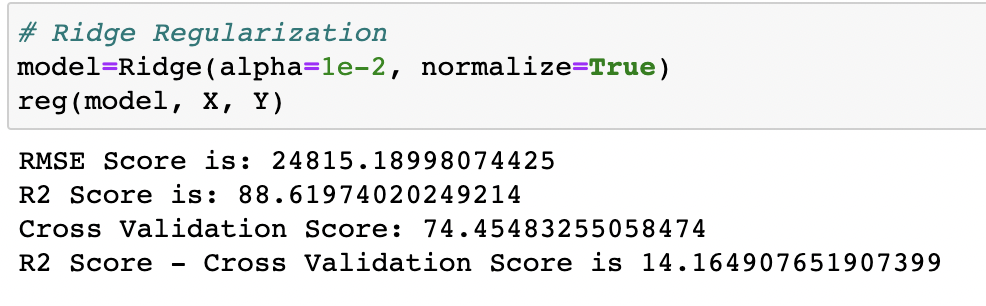 # Ridge Regularization
model=Ridge(alpha=1e-2, normalize=True)
reg(model, X, Y)
RMSE Score is: 24815.18998074425
R2 Score is: 88.61974020249214
Cross Validation Score: 74.45483255058474
R2 Score - Cross Validation Score is 14.164907651907399